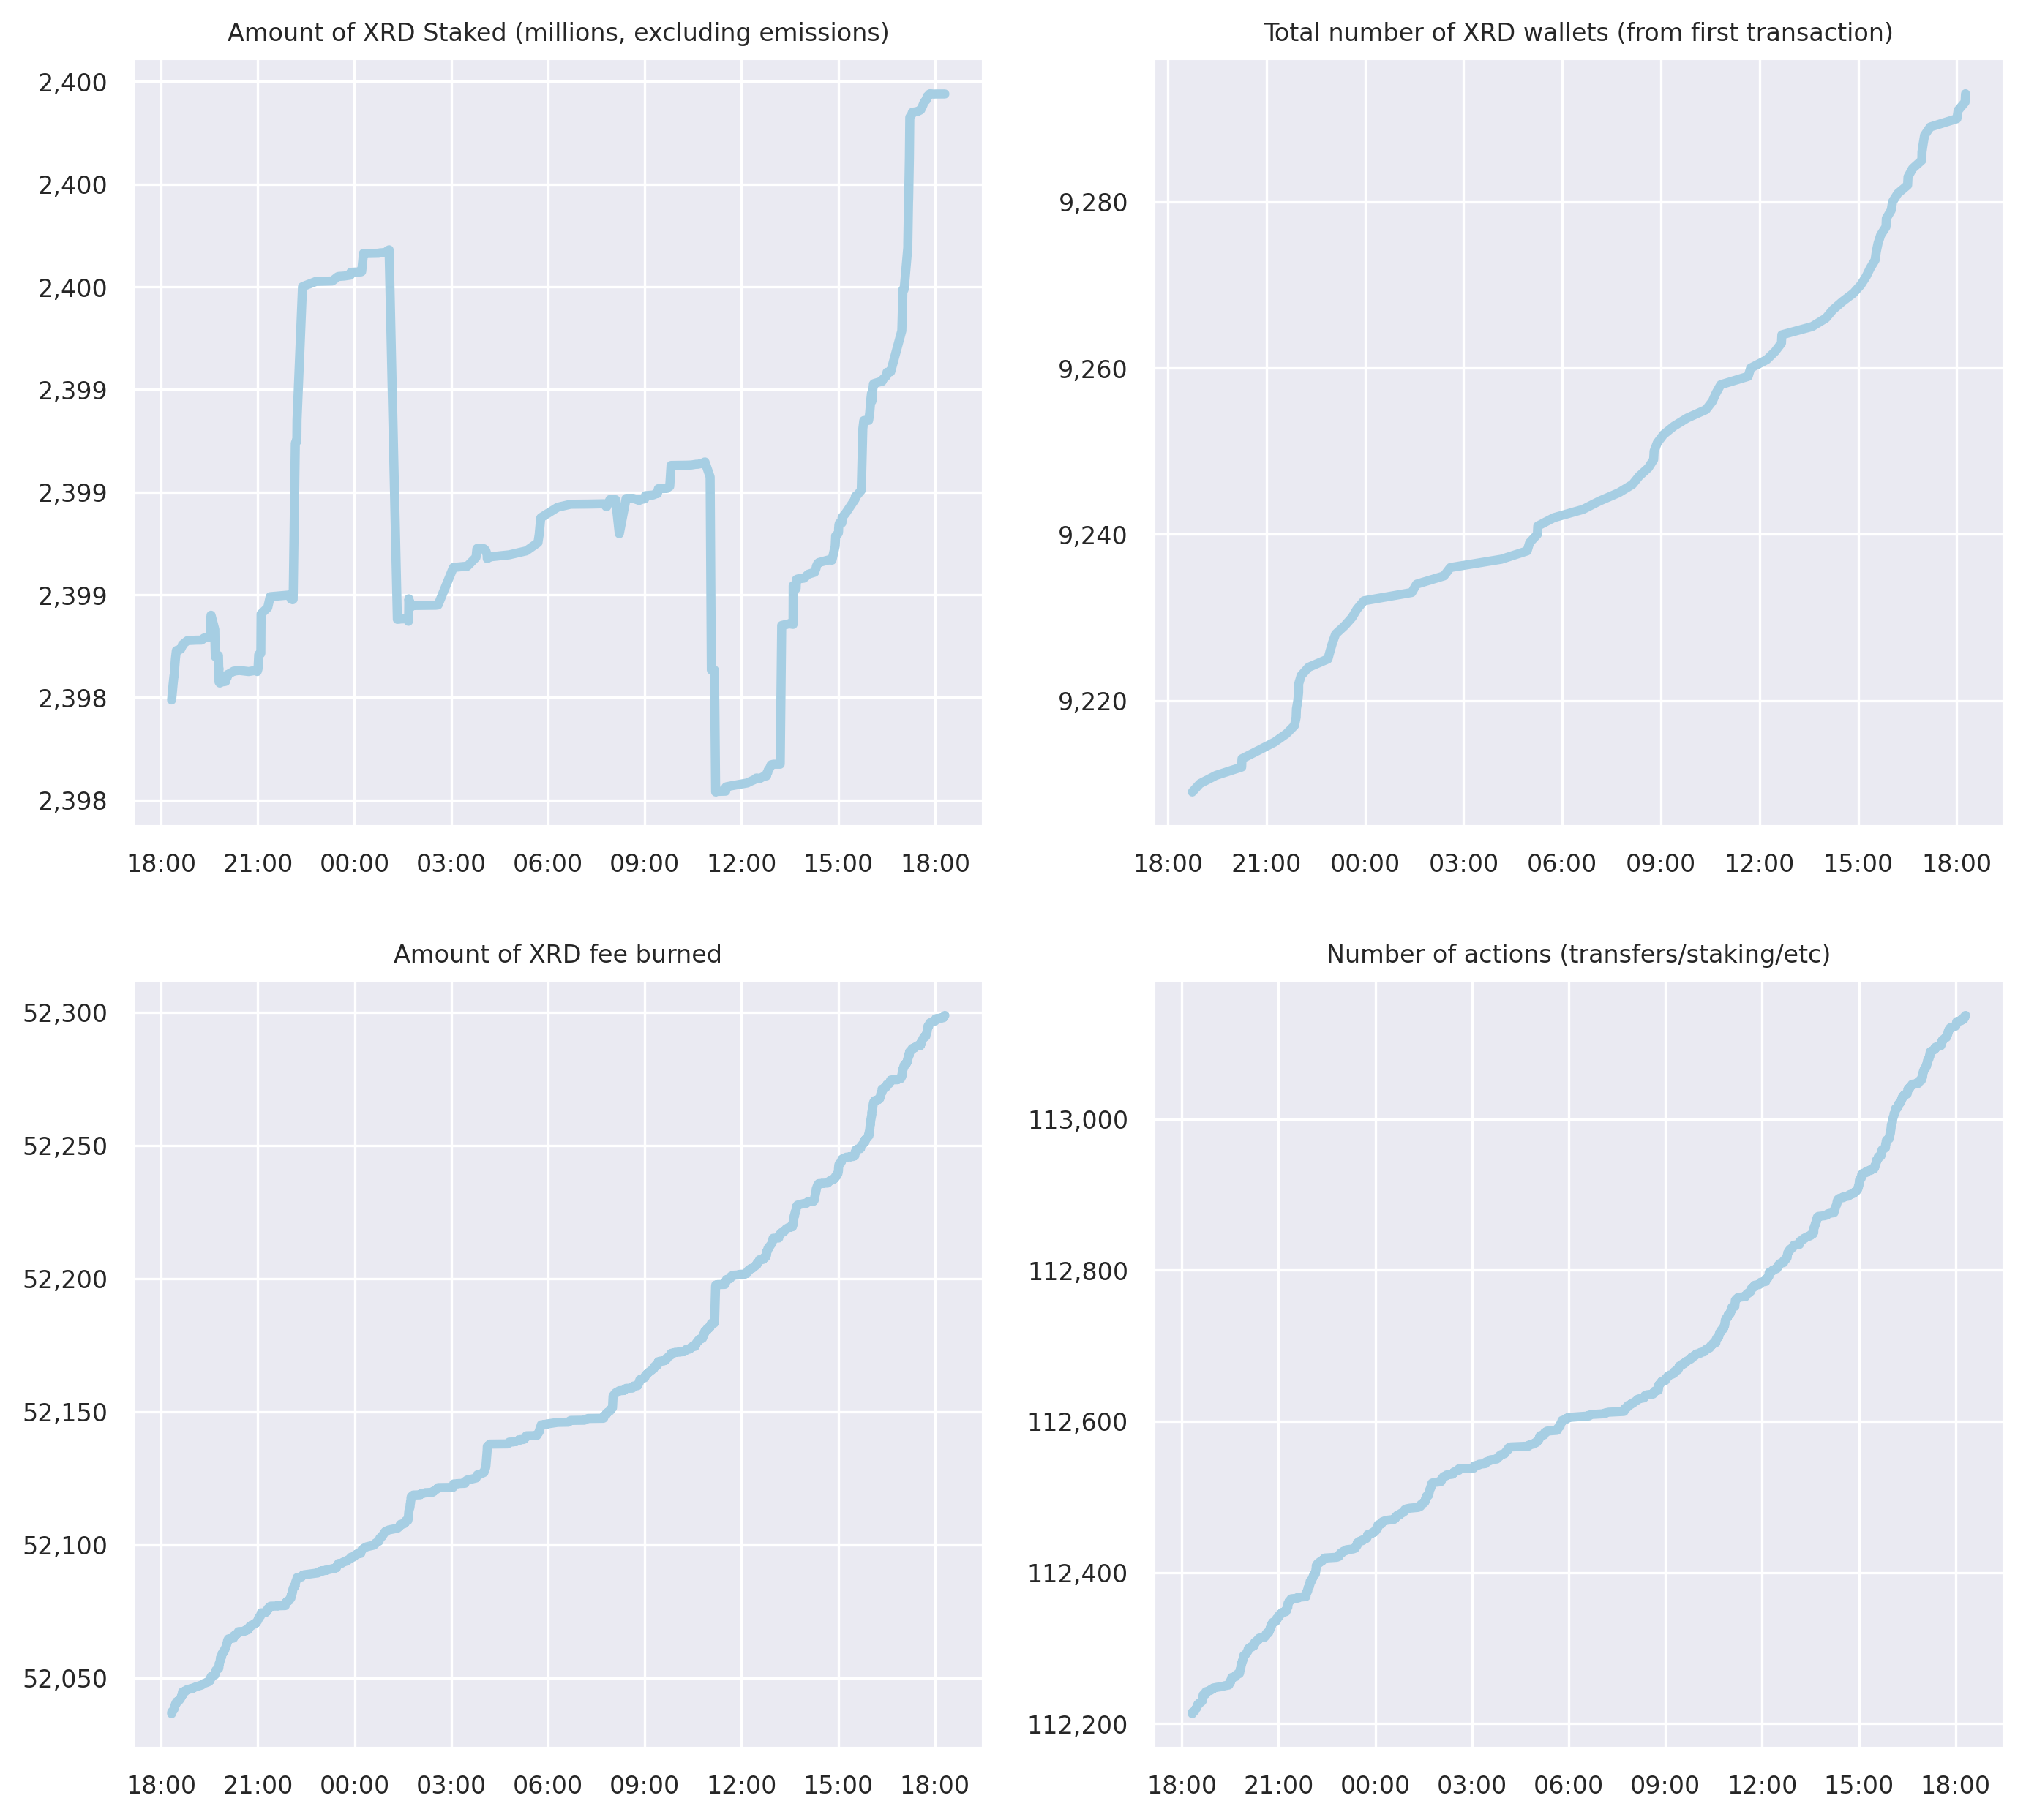 Amount of XRD Staked (millions, excluding emissions)
2,400
2,400
2,400
2,399
2,399
2,399
2,398
2,398
18:00 21:00 00:00 03:00 06:00 09:00 12:00 15:00 18:00
Total number of XRD wallets (from first transaction)
9,280
9,260
9,240
9,220
18:00 21:00 00:00 03:00 06:00 09:00 12:00 15:00 18:00
Amount of XRD fee burned
52,300
52,250
52,200
52,150
52,100
52,050
18:00 21:00 00:00 03:00 06:00 09:00 12:00 15:00 18:00
Number of actions (transfers/staking/etc)
113,000
112,800
112,600
112,400
112,200
18:00 21:00 00:00 03:00 06:00 09:00 12:00 15:00 18:00